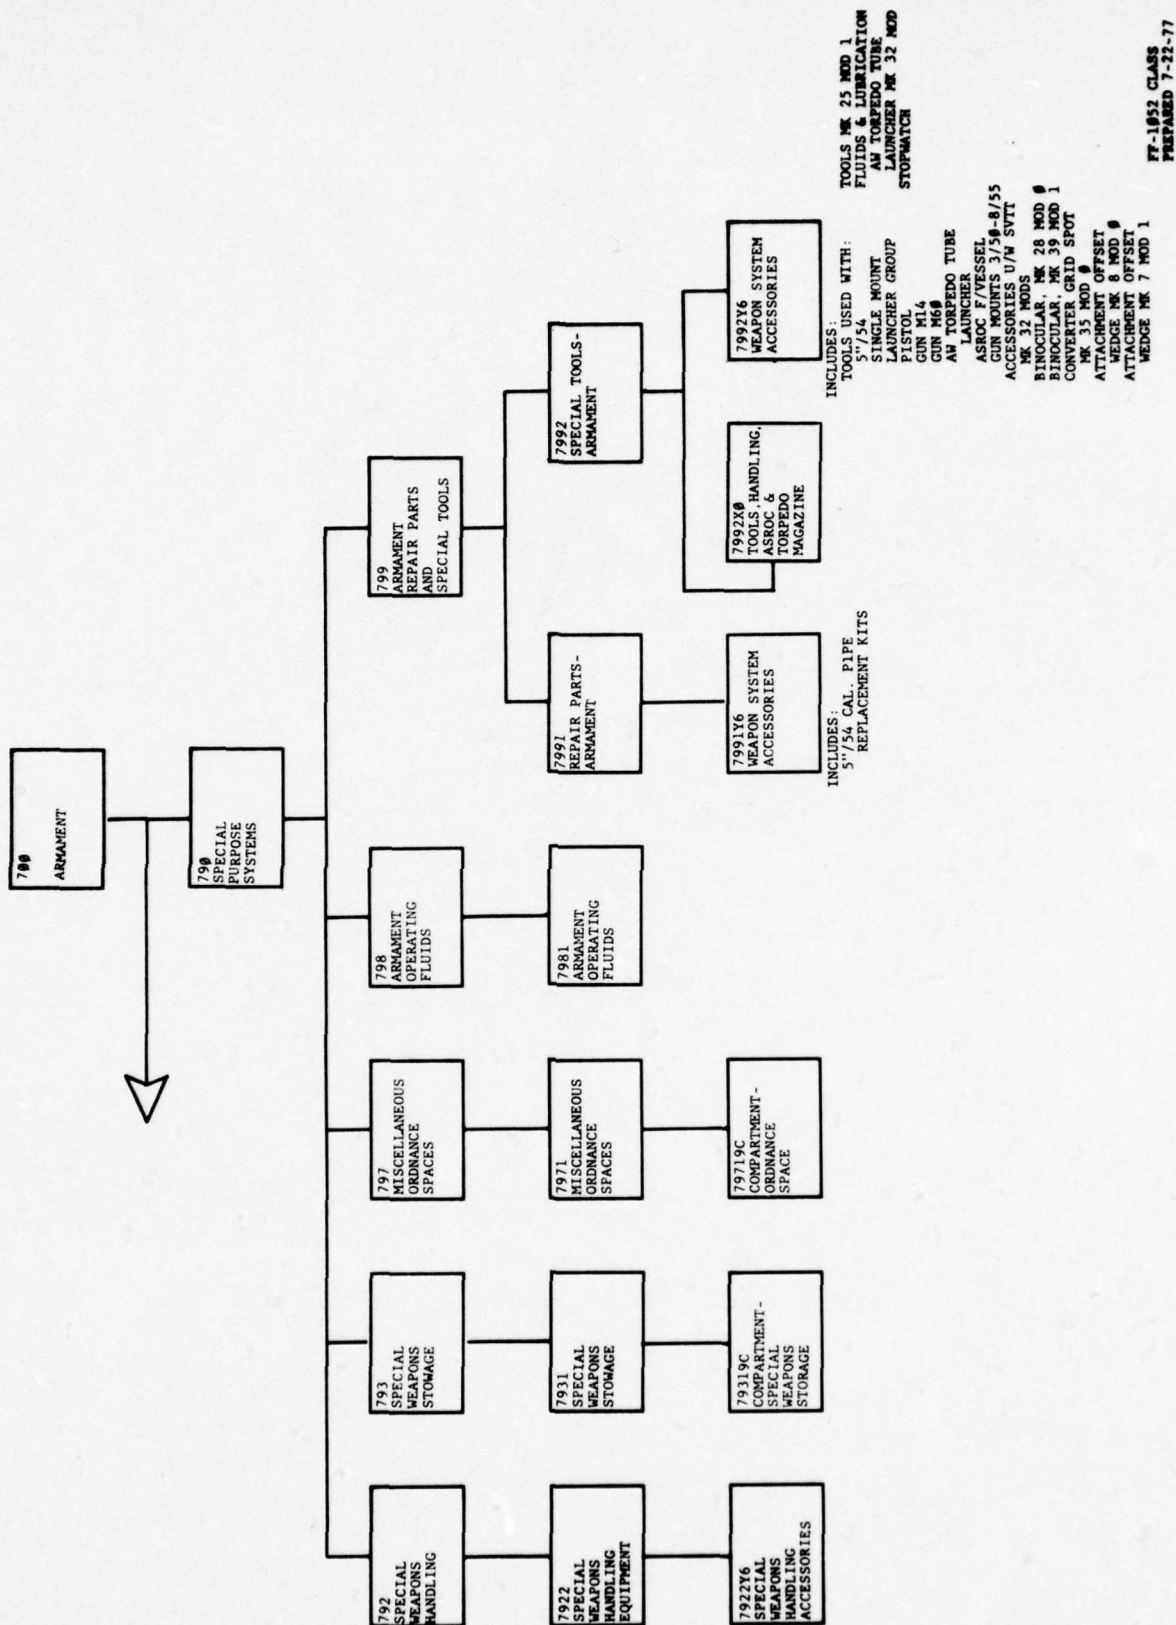 700
ARMAMENT
790
SPECIAL
PURPOSE
SYSTEMS
792
SPECIAL
WEAPONS
HANDLING
793
SPECIAL
WEAPONS
STOWAGE
797
MISCELLANEOUS
ORDNANCE
SPACES
798
ARMAMENT
OPERATING
FLUIDS
799
ARMAMENT
REPAIR PARTS
AND
SPECIAL TOOLS
7922
SPECIAL
WEAPONS
HANDLING
EQUIPMENT
7931
SPECIAL
WEAPONS
STOWAGE
7971
MISCELLANEOUS
ORDNANCE
SPACES
7981
ARMAMENT
OPERATING
FLUIDS
7991
REPAIR PARTS-
ARMAMENT
7992
SPECIAL TOOLS-
ARMAMENT
7922Y6
SPECIAL
WEAPONS
HANDLING
ACCESSORIES
79319C
COMPARTMENT-
SPECIAL
WEAPONS
STORAGE
79719C
COMPARTMENT-
ORDNANCE
SPACE
7991Y6
WEAPON SYSTEM
ACCESSORIES
7992XØ
TOOLS,HANDLING,
ASROC &
TORPEDO
MAGAZINE
7992Y6
WEAPON SYSTEM
ACCESSORIES
INCLUDES:
5"/54 CAL. PIPE
REPLACEMENT KITS
INCLUDES:
TOOLS USED WITH:
5"/54
SINGLE MOUNT
LAUNCHER GROUP
PISTOL
GUN M14
GUN M6Ø
AW TORPEDO TUBE
LAUNCHER
ASROC F/VESSEL
GUN MOUNTS 3/5Ø-8/55
ACCESSORIES U/W SVTT
MK 32 MODS
BINOCULAR, MK 28 MOD Ø
BINOCULAR, MK 39 MOD 1
CONVERTER GRID SPOT
MK 35 MOD Ø
ATTACHMENT OFFSET
WEDGE MK 8 MOD Ø
ATTACHMENT OFFSET
WEDGE MK 7 MOD 1
TOOLS MK 25 MOD 1
FLUIDS & LUBRICATION
AW TORPEDO TUBE
LAUNCHER MK 32 MOD
STOPWATCH
FF-1Ø52 CLASS
PREPARED 7-22-77